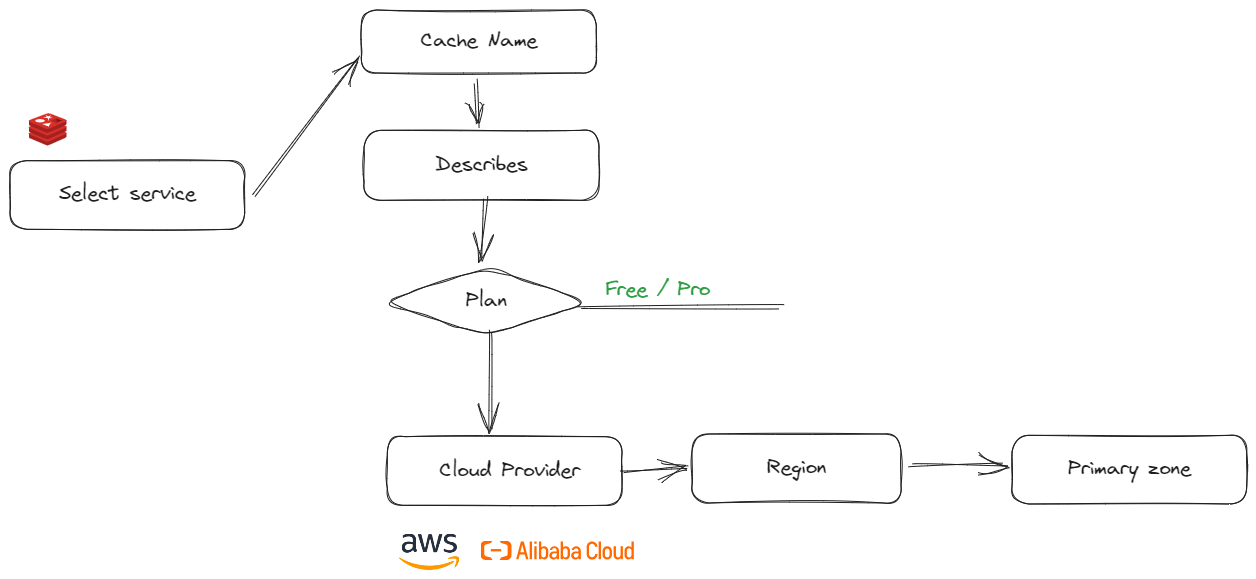 Cache Name
Select service
Describes
Plan
Free / Pro
Cloud Provider
Region
Primary zone
aws
Alibaba Cloud